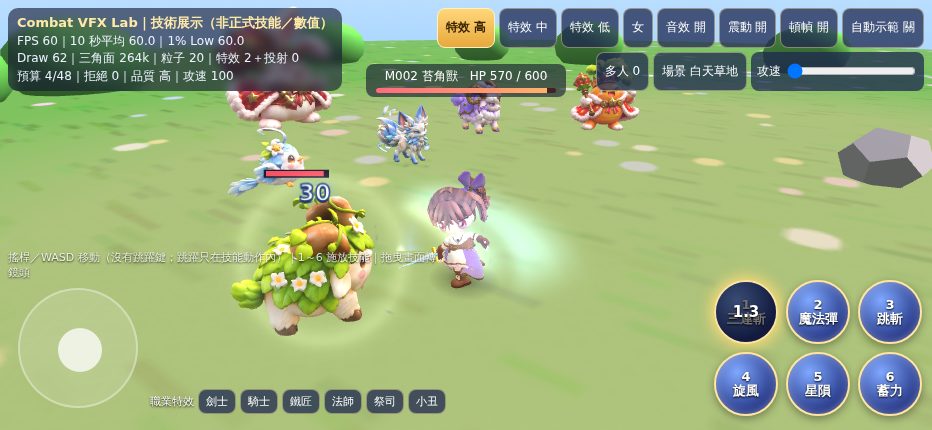 Combat VFX Lab｜技術展示（非正式技能／數值）
FPS 60｜10 秒平均 60.0｜1% Low 60.0
Draw 62｜三角面 264k｜粒子 20｜特效 2＋投射 0
預算 4/48｜拒絕 0｜品質 高｜攻速 100
特效 高
特效 中
特效 低
女
音效 開
震動 開
頓幀 開
自動示範 關
M002 苔角獸 HP 570 / 600
多人 0
場景 白天草地
攻速
30
搖桿／WASD 移動（沒有跳躍鍵；跳躍只在技能動作內）｜1～6 施放技能｜拖曳畫面轉
鏡頭
1
1.3
三連斬
2
魔法彈
3
跳斬
4
旋風
5
星隕
6
蓄力
職業特效
劍士
騎士
鐵匠
法師
祭司
小丑